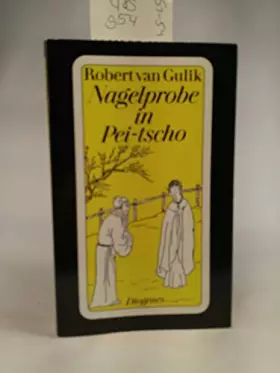 Robert van Gulik
Nagelprobe
in
Pei-tscho
Diogenes